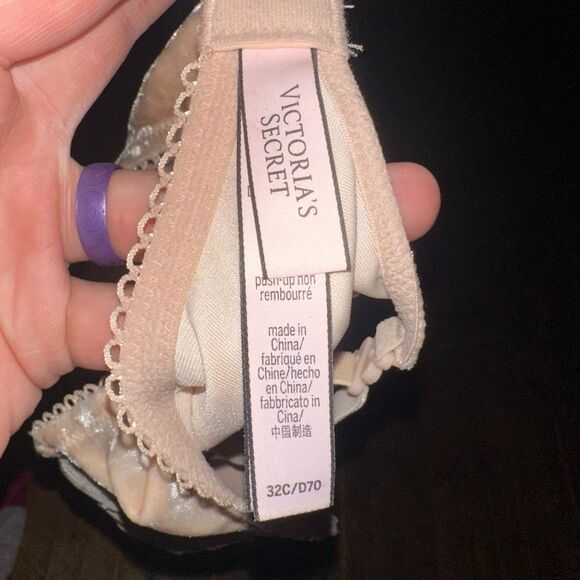 VICTORIA'S
SECRET
push-up non
rembourré
made in
China/
fabriqué en
Chine/hecho
en China/
fabbricato in
Cina/
中国制造
32C/D70